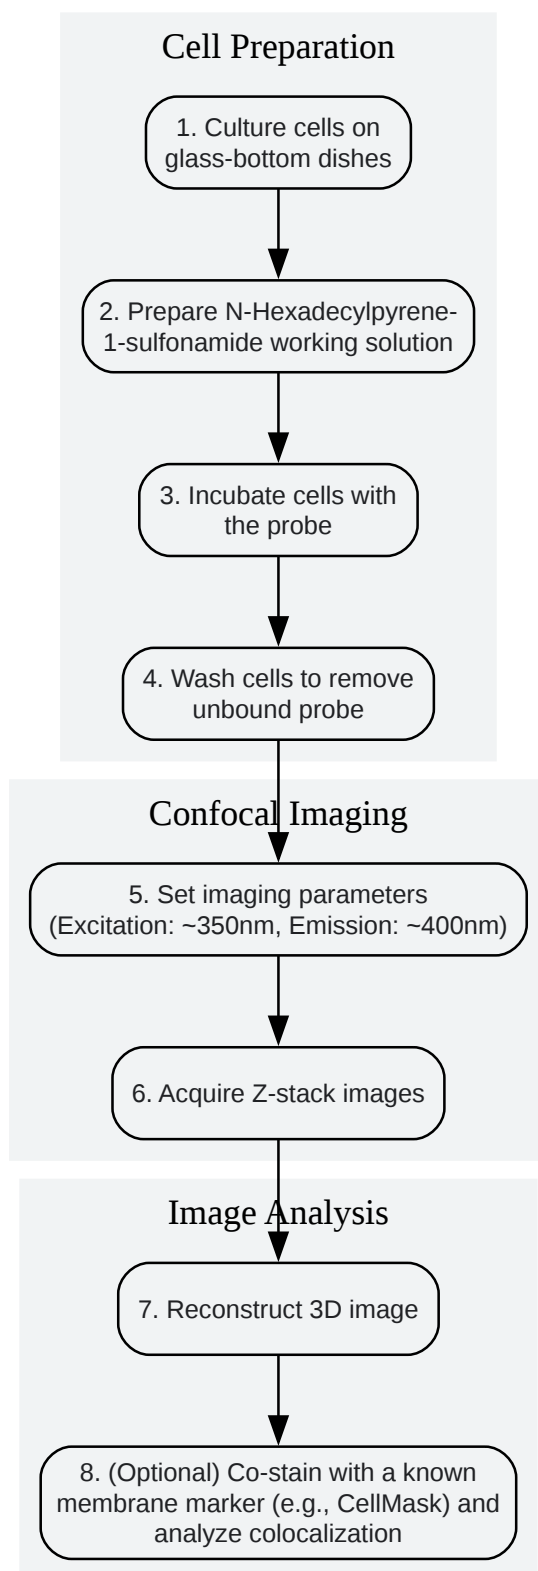 Cell Preparation
1. Culture cells on
glass-bottom dishes
2. Prepare N-Hexadecylpyrene-
1-sulfonamide working solution
3. Incubate cells with
the probe
4. Wash cells to remove
unbound probe
Confocal Imaging
5. Set imaging parameters
(Excitation: ~350nm, Emission: ~400nm)
6. Acquire Z-stack images
Image Analysis
7. Reconstruct 3D image
8. (Optional) Co-stain with a known
membrane marker (e.g., CellMask) and
analyze colocalization